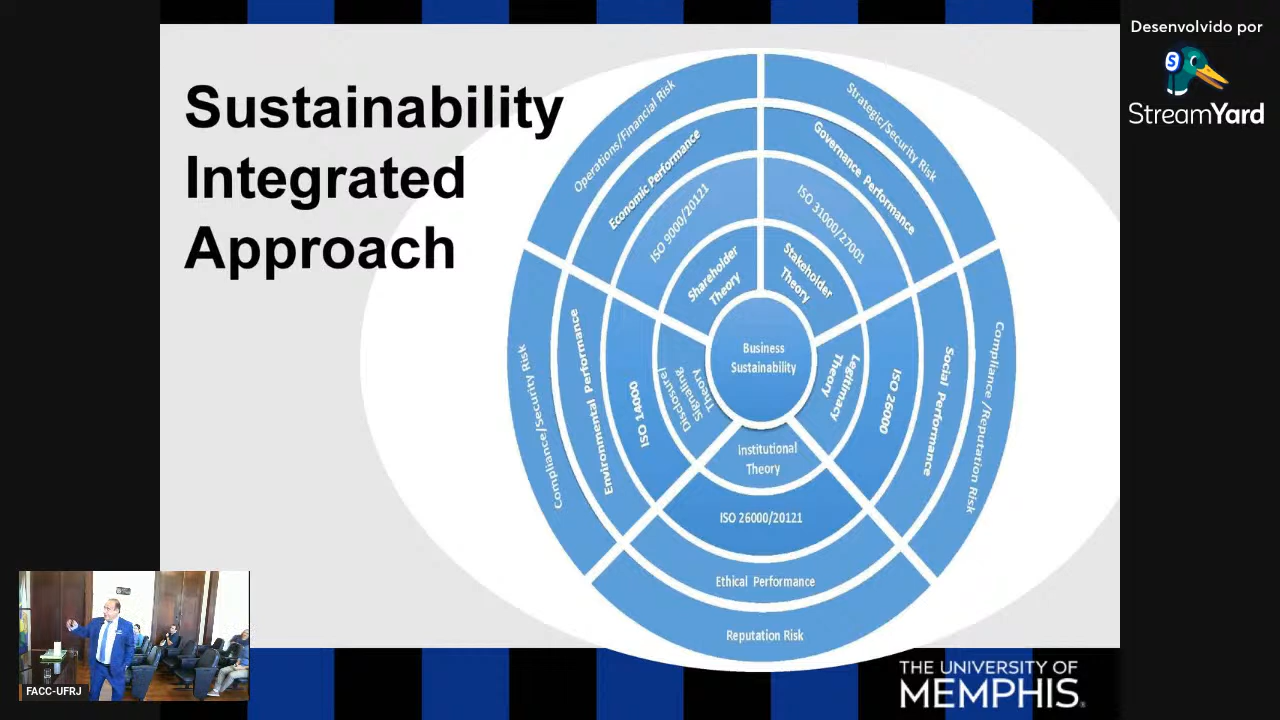 Desenvolvido por
StreamYard
Sustainability
Integrated
Approach
Operations/Financial Risk
Economic Performance
ISO 9000/20121
Shareholder
Theory
Strategic/Security Risk
Governance Performance
ISO 31000/27001
Stakeholder
Theory
Business
Sustainability
Compliance/Security Risk
Environmental Performance
ISO 14000
Disclosure/
Signaling
Theory
Legitimacy
Theory
ISO 26000
Social Performance
Compliance /Reputation Risk
Institutional
Theory
ISO 26000/20121
Ethical Performance
Reputation Risk
FACC-UFRJ
THE UNIVERSITY OF
MEMPHIS